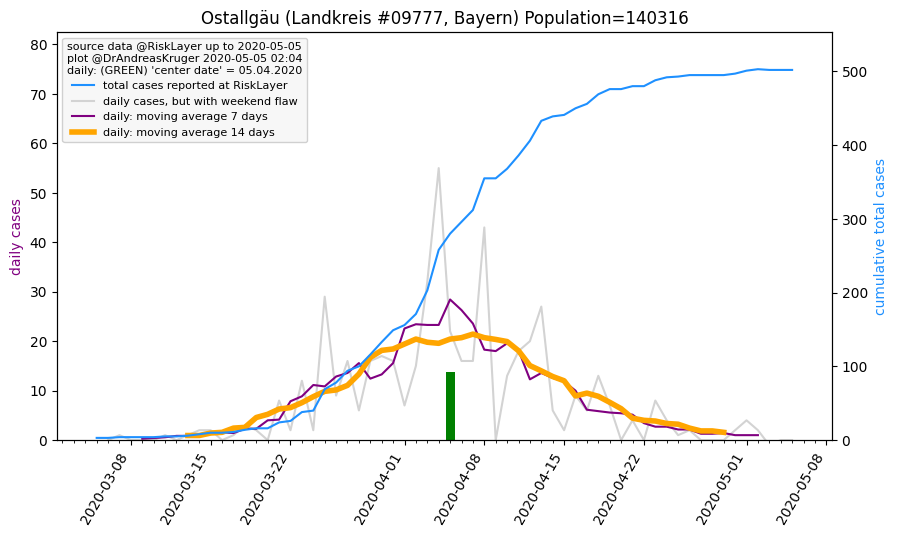 Ostallgäu (Landkreis #09777, Bayern) Population=140316
source data @RiskLayer up to 2020-05-05
plot @DrAndreasKruger 2020-05-05 02:04
daily: (GREEN) 'center date' = 05.04.2020
total cases reported at RiskLayer
daily cases, but with weekend flaw
daily: moving average 7 days
daily: moving average 14 days
daily cases
80
70
60
50
40
30
20
10
0
cumulative total cases
500
400
300
200
100
0
2020-03-08
2020-03-15
2020-03-22
2020-04-01
2020-04-08
2020-04-15
2020-04-22
2020-05-01
2020-05-08